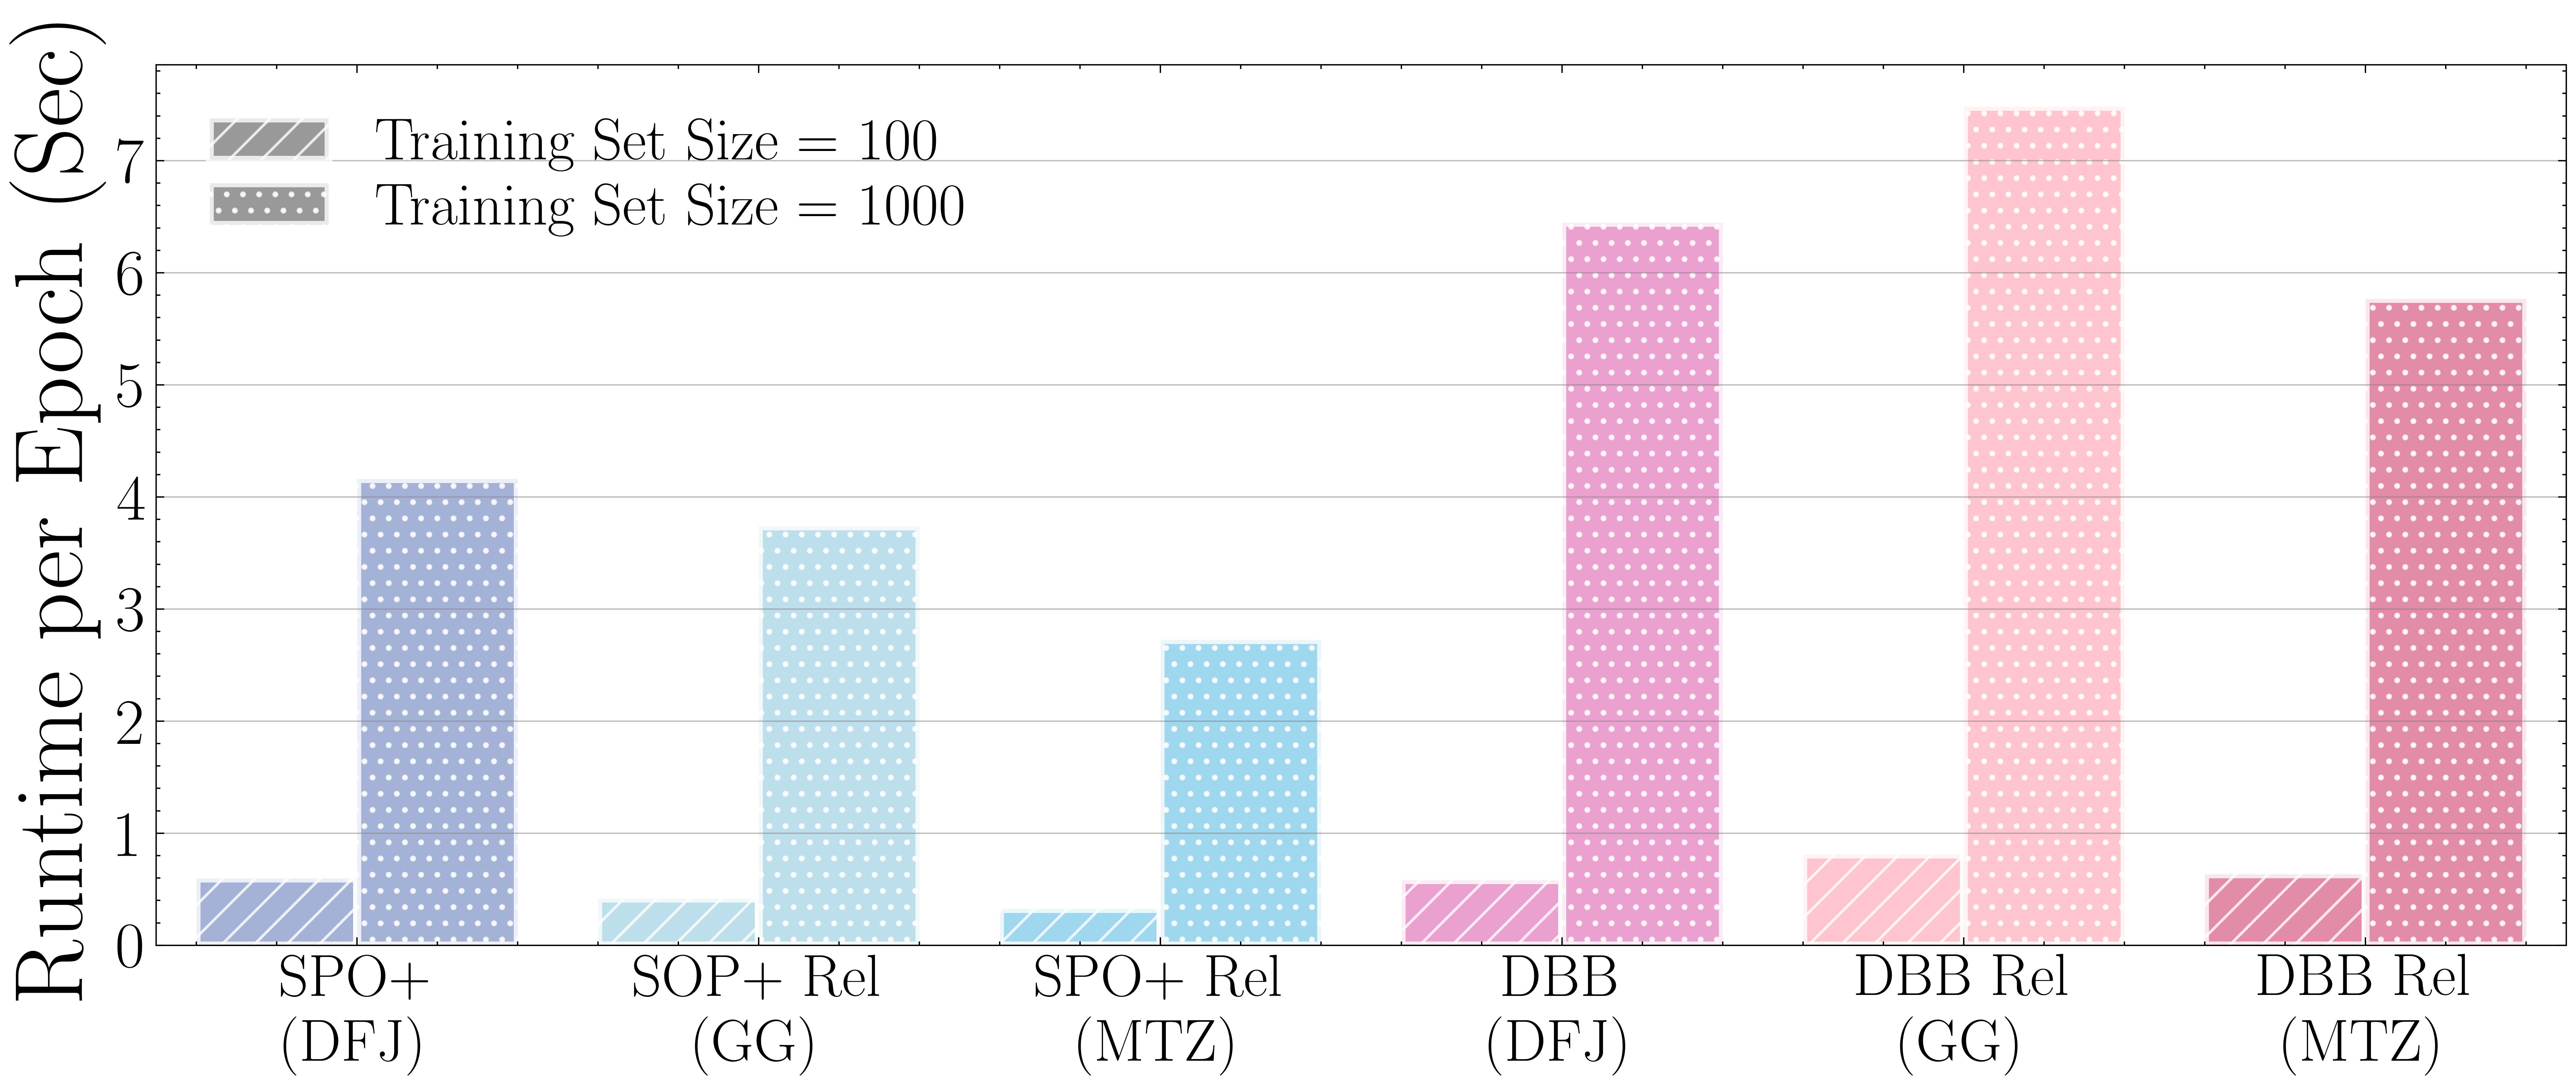 Runtime per Epoch (Sec)
7
6
5
4
3
2
1
0
Training Set Size = 100
Training Set Size = 1000
SPO+
(DFJ)
SOP+ Rel
(GG)
SPO+ Rel
(MTZ)
DBB
(DFJ)
DBB Rel
(GG)
DBB Rel
(MTZ)